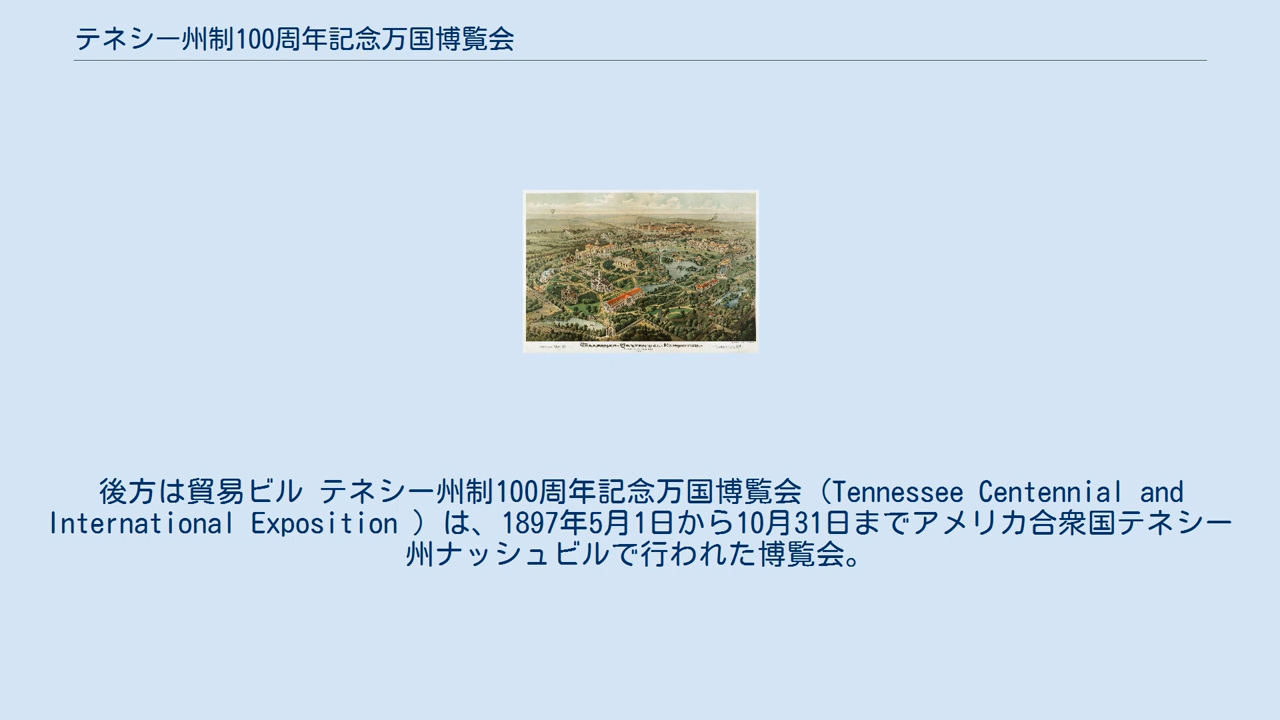 テネシー州制100周年記念万国博覧会
後方は貿易ビル テネシー州制100周年記念万国博覧会（Tennessee Centennial and
International Exposition ）は、1897年5月1日から10月31日までアメリカ合衆国テネシー
州ナッシュビルで行われた博覧会。